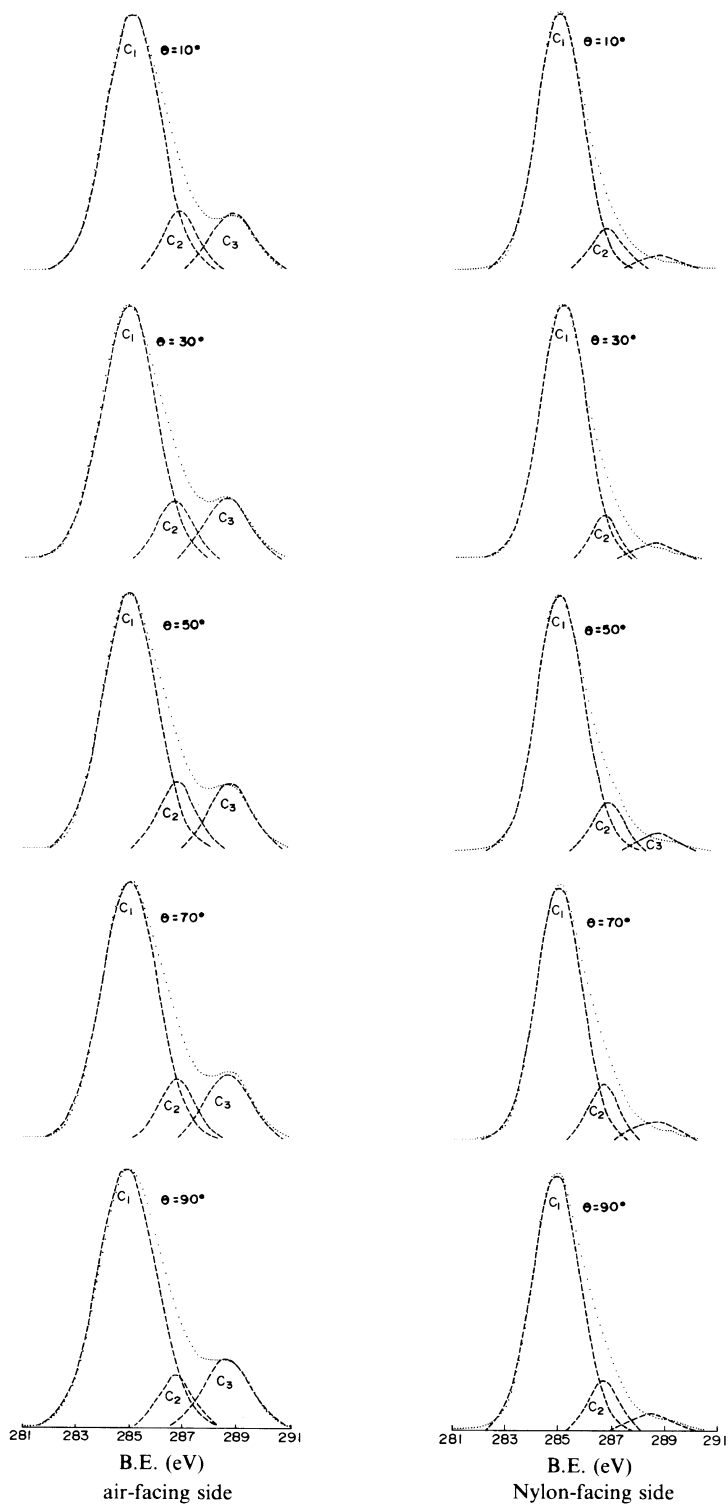 C₁ θ=10°
C₂ C₃
C₁ θ=10°
C₂
C₁ θ=30°
C₂ C₃
C₁ θ=30°
C₂
C₁ θ=50°
C₂ C₃
C₁ θ=50°
C₂ C₃
C₁ θ=70°
C₂ C₃
C₁ θ=70°
C₂
C₁ θ=90°
C₂ C₃
C₁ θ=90°
C₂
281 283 285 287 289 291
B.E. (eV)
air-facing side
281 283 285 287 289 291
B.E. (eV)
Nylon-facing side